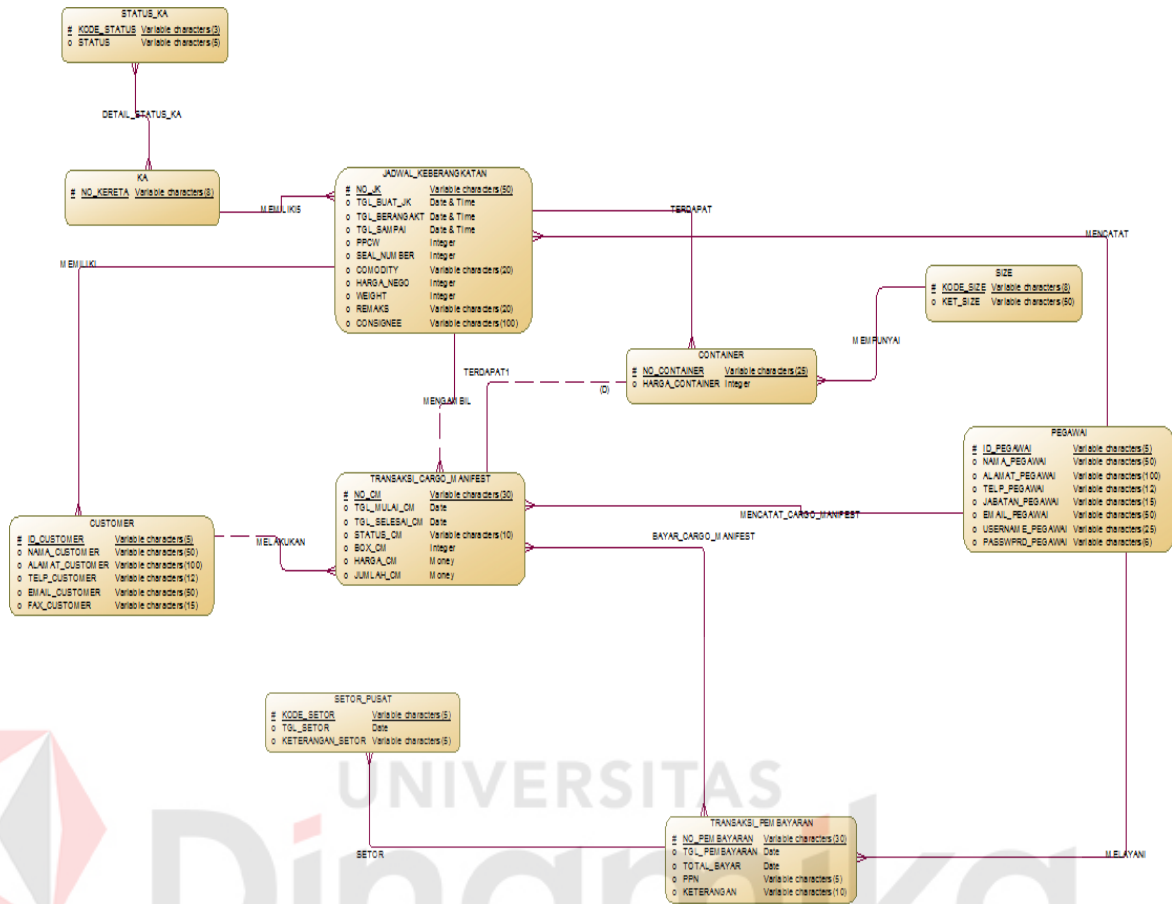 STATUS_KA
# KODE_STATUS Variable characters (3)
o STATUS Variable characters (5)
DETAIL_STATUS_KA
KA
# NO_KERETA Variable characters (8)
MEMILIKI5
JADWAL_KEBERANGKATAN
# NO_JK Variable characters (50)
o TGL_BUAT_JK Date & Time
o TGL_BERANGAKT Date & Time
o TGL_SAMPAI Date & Time
o PPCW Integer
o SEAL_NUMBER Integer
o COMODITY Variable characters (20)
o HARGA_NEGO Integer
o WEIGHT Integer
o REMAKS Variable characters (20)
o CONSIGNEE Variable characters (100)
TERDAPAT
MENCATAT
MEMILIKI
SIZE
# KODE_SIZE Variable characters (8)
o KET_SIZE Variable characters (50)
MEMPUNYAI
CONTAINER
# NO_CONTAINER Variable characters (25)
o HARGA_CONTAINER Integer
TERDAPAT1
(D)
MENGAMBIL
PEGAWAI
# ID_PEGAWAI Variable characters (5)
o NAMA_PEGAWAI Variable characters (50)
o ALAMAT_PEGAWAI Variable characters (100)
o TELP_PEGAWAI Variable characters (12)
o JABATAN_PEGAWAI Variable characters (15)
o EMAIL_PEGAWAI Variable characters (50)
o USERNAME_PEGAWAI Variable characters (25)
o PASSWPRD_PEGAWAI Variable characters (6)
TRANSAKSI_CARGO_MANIFEST
# NO_CM Variable characters (30)
o TGL_MULAI_CM Date
o TGL_SELESAI_CM Date
o STATUS_CM Variable characters (10)
o BOX_CM Integer
o HARGA_CM Money
o JUMLAH_CM Money
MENCATAT_CARGO_MANIFEST
BAYAR_CARGO_MANIFEST
CUSTOMER
# ID_CUSTOMER Variable characters (5)
o NAMA_CUSTOMER Variable characters (50)
o ALAMAT_CUSTOMER Variable characters (100)
o TELP_CUSTOMER Variable characters (12)
o EMAIL_CUSTOMER Variable characters (50)
o FAX_CUSTOMER Variable characters (15)
MELAKUKAN
SETOR_PUSAT
# KODE_SETOR Variable characters (5)
o TGL_SETOR Date
o KETERANGAN_SETOR Variable characters (5)
SETOR
TRANSAKSI_PEMBAYARAN
# NO_PEMBAYARAN Variable characters (30)
o TGL_PEMBAYARAN Date
o TOTAL_BAYAR Date
o PPN Variable characters (5)
o KETERANGAN Variable characters (10)
MELAYANI
UNIVERSITAS
Dinamika